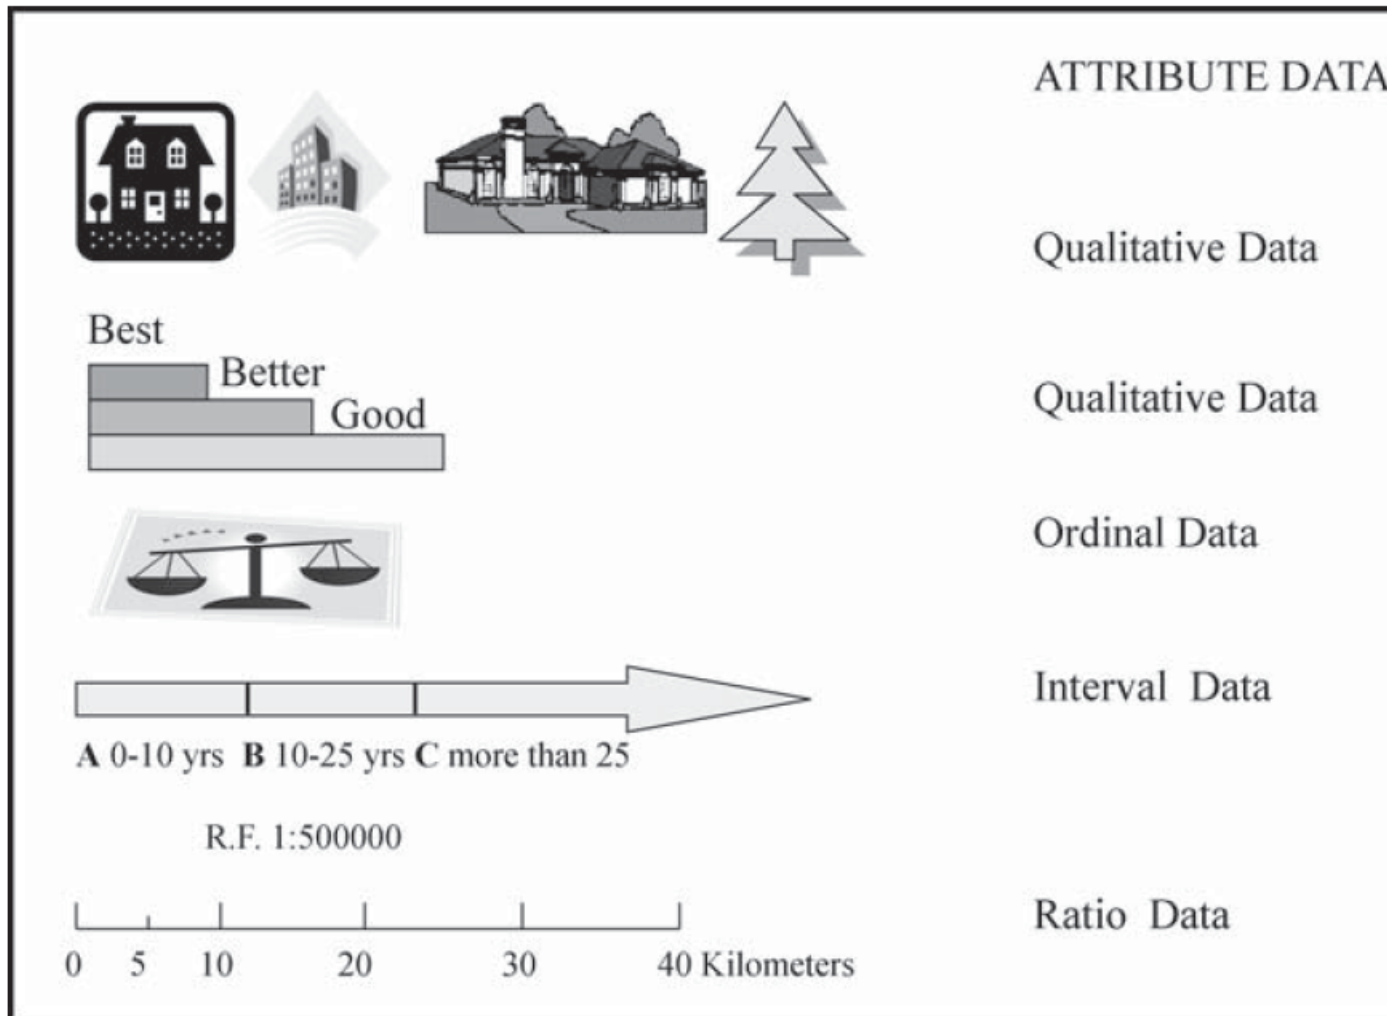 ATTRIBUTE DATA
Qualitative Data
Best
Better
Good
Qualitative Data
Ordinal Data
Interval Data
A 0-10 yrs B 10-25 yrs C more than 25
R.F. 1:500000
Ratio Data
0 5 10 20 30 40 Kilometers